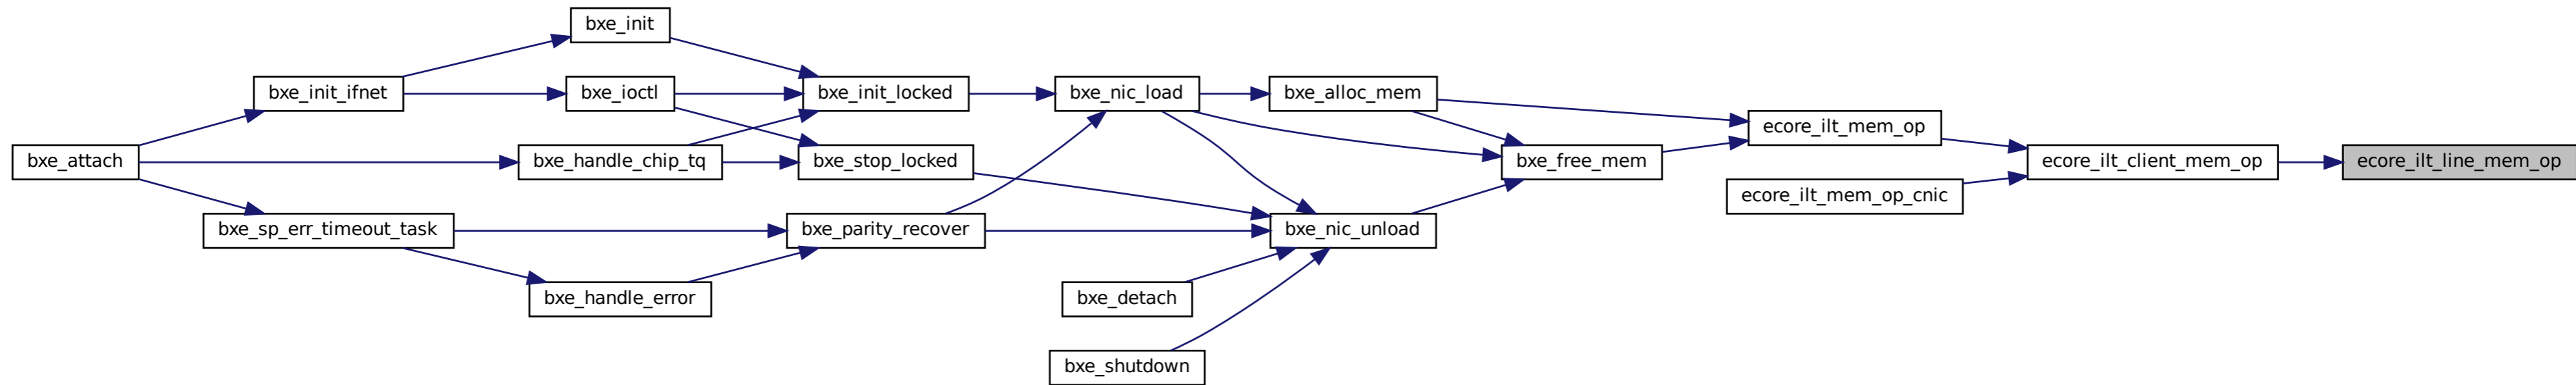 bxe_init
bxe_init_ifnet
bxe_ioctl
bxe_init_locked
bxe_nic_load
bxe_alloc_mem
ecore_ilt_mem_op
bxe_attach
bxe_handle_chip_tq
bxe_stop_locked
bxe_free_mem
ecore_ilt_client_mem_op
ecore_ilt_line_mem_op
ecore_ilt_mem_op_cnic
bxe_sp_err_timeout_task
bxe_parity_recover
bxe_nic_unload
bxe_handle_error
bxe_detach
bxe_shutdown